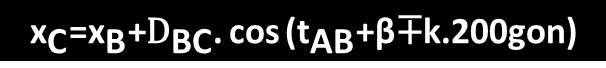 xC=xB+DBC. cos (tAB+β∓k.200gon)